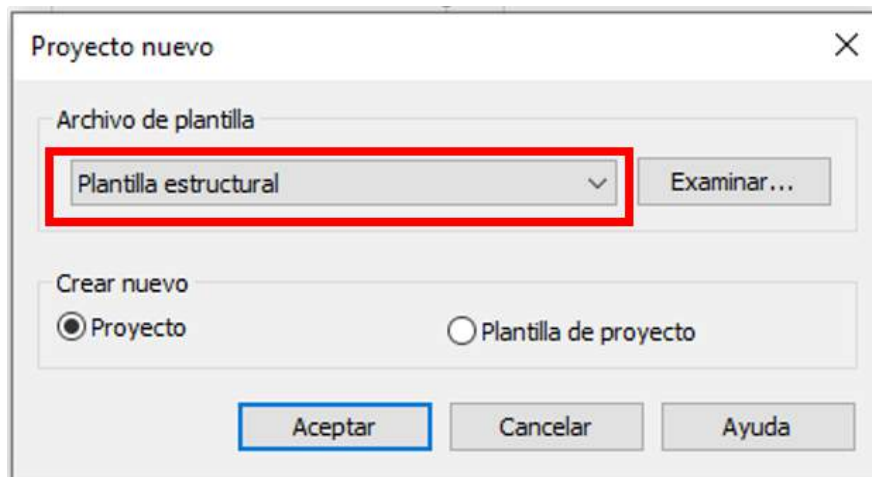 Proyecto nuevo
Archivo de plantilla
Plantilla estructural
Examinar...
Crear nuevo
Proyecto
Plantilla de proyecto
Aceptar
Cancelar
Ayuda